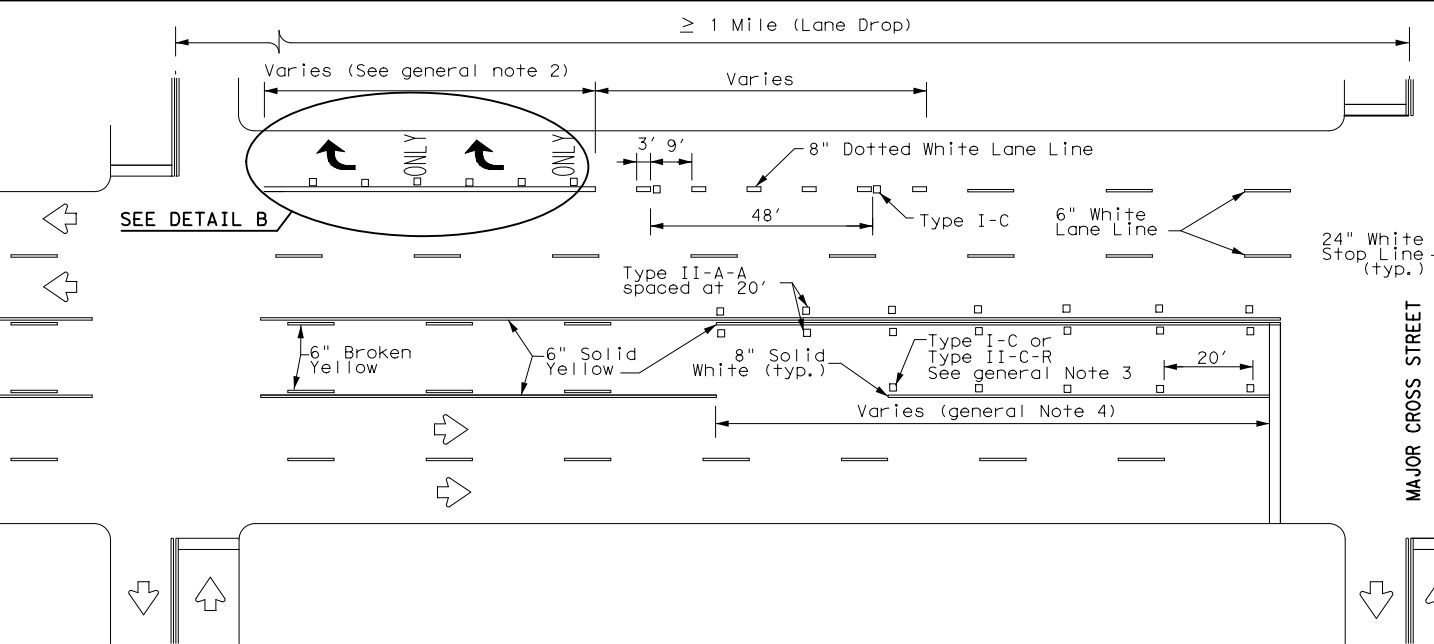 ≥ 1 Mile (Lane Drop)
Varies (See general note 2)
Varies
ONLY
ONLY
3' 9'
8" Dotted White Lane Line
SEE DETAIL B
48'
Type I-C
6" White
Lane Line
24" White
Stop Line
(typ.)
Type II-A-A
spaced at 20'
6" Broken
Yellow
6" Solid
Yellow
8" Solid
White (typ.)
Type I-C or
Type II-C-R
See general Note 3
20'
Varies (general Note 4)
MAJOR CROSS STREET